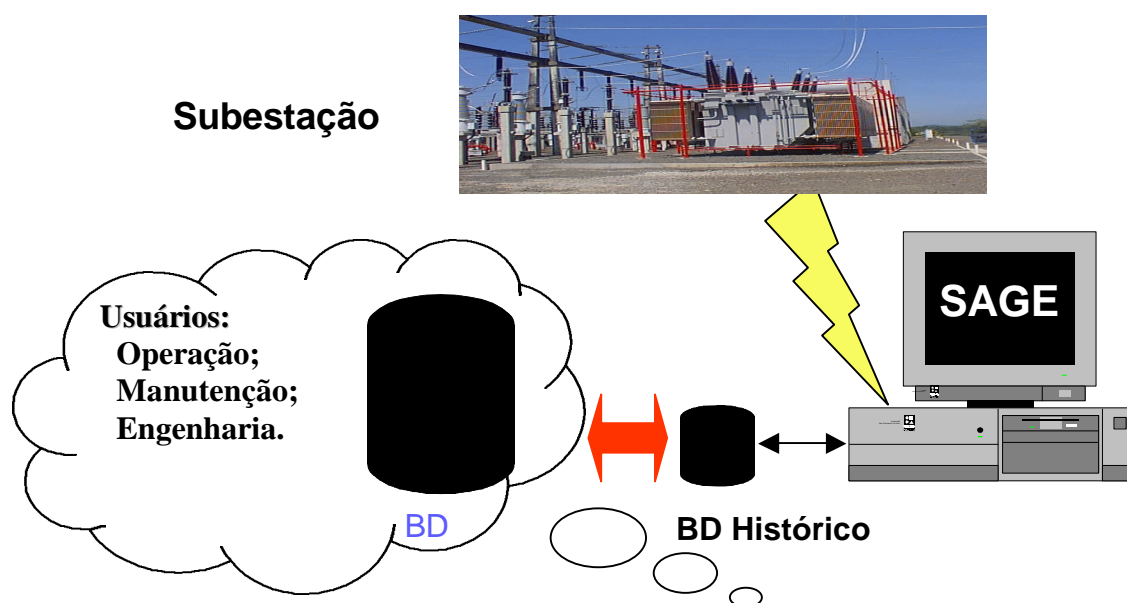 Subestação
SAGE
Usuários:
Operação;
Manutenção;
Engenharia.
BD
BD Histórico